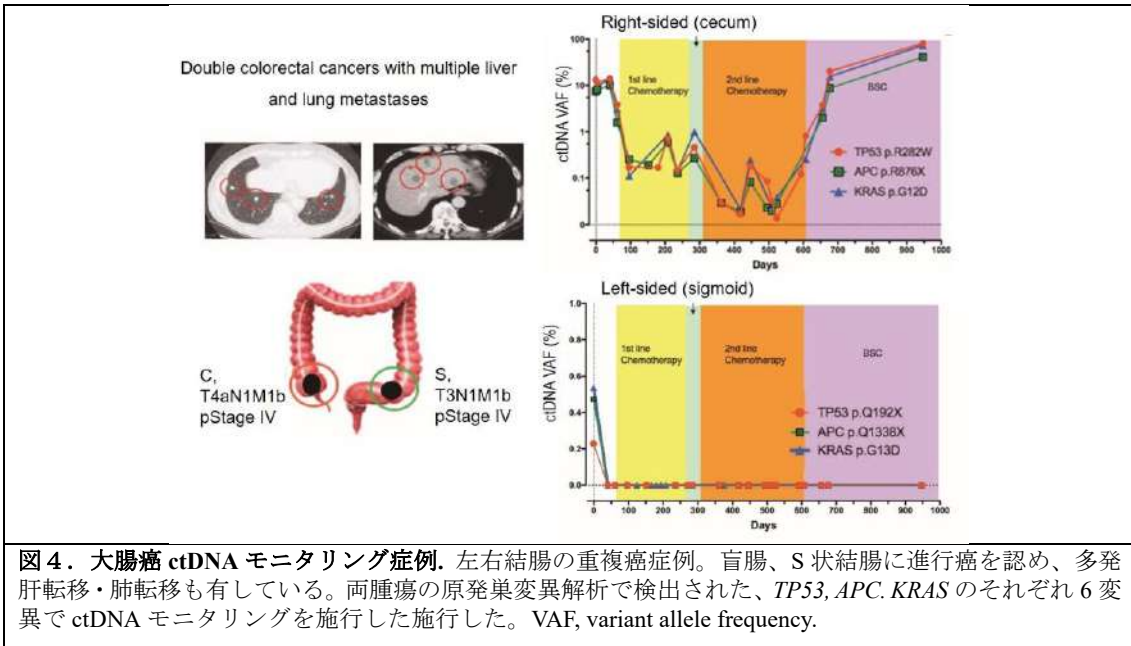 Double colorectal cancers with multiple liver
and lung metastases
C,
T4aN1M1b
pStage IV
S,
T3N1M1b
pStage IV
Right-sided (cecum)
ctDNA VAF (%)
100
10
1
0.1
0
1st line
Chemotherapy
2nd line
Chemotherapy
BSC
TP53 p.R282W
APC p.R876X
KRAS p.G12D
0 100 200 300 400 500 600 700 800 900 1000
Days
Left-sided (sigmoid)
ctDNA VAF (%)
1.0
0.8
0.6
0.4
0.2
0.0
1st line
Chemotherapy
2nd line
Chemotherapy
BSC
TP53 p.Q192X
APC p.Q1338X
KRAS p.G13D
0 100 200 300 400 500 600 700 800 900 1000
Days
図４．大腸癌 ctDNA モニタリング症例. 左右結腸の重複癌症例。盲腸、S 状結腸に進行癌を認め、多発
肝転移・肺転移も有している。両腫瘍の原発巣変異解析で検出された、TP53, APC. KRAS のそれぞれ 6 変
異で ctDNA モニタリングを施行した施行した。VAF, variant allele frequency.